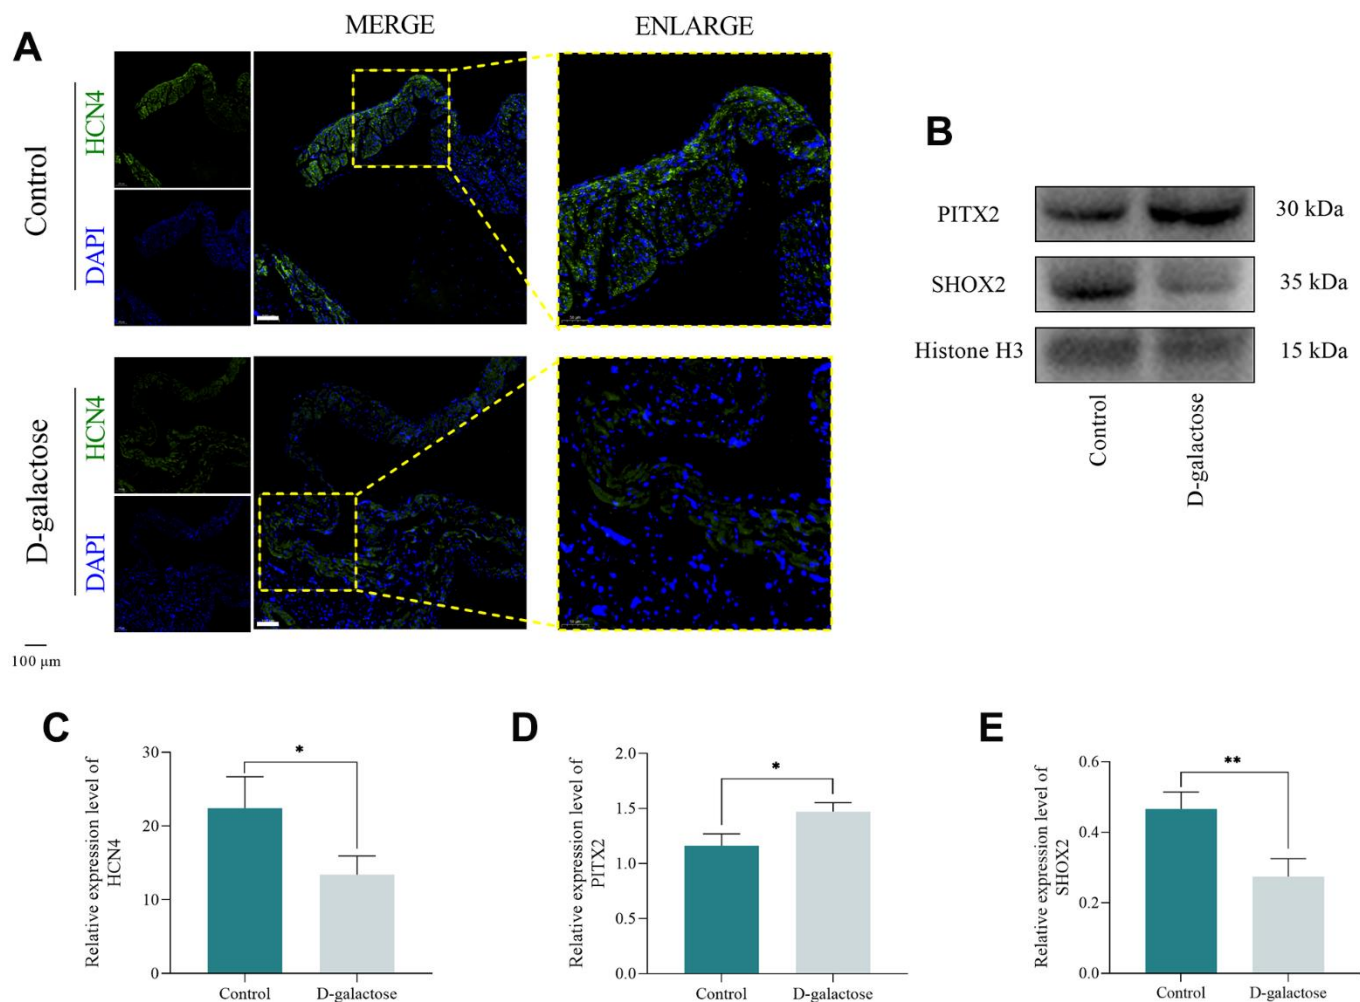 A
MERGE
ENLARGE
Control
HCN4
DAPI
D-galactose
HCN4
DAPI
100 μm
B
PITX2
30 kDa
SHOX2
35 kDa
Histone H3
15 kDa
Control
D-galactose
C
Relative expression level of
HCN4
30
20
10
0
*
Control
D-galactose
D
Relative expression level of
PITX2
2.0
1.5
1.0
0.5
0.0
*
Control
D-galactose
E
Relative expression level of
SHOX2
0.6
0.4
0.2
0.0
**
Control
D-galactose